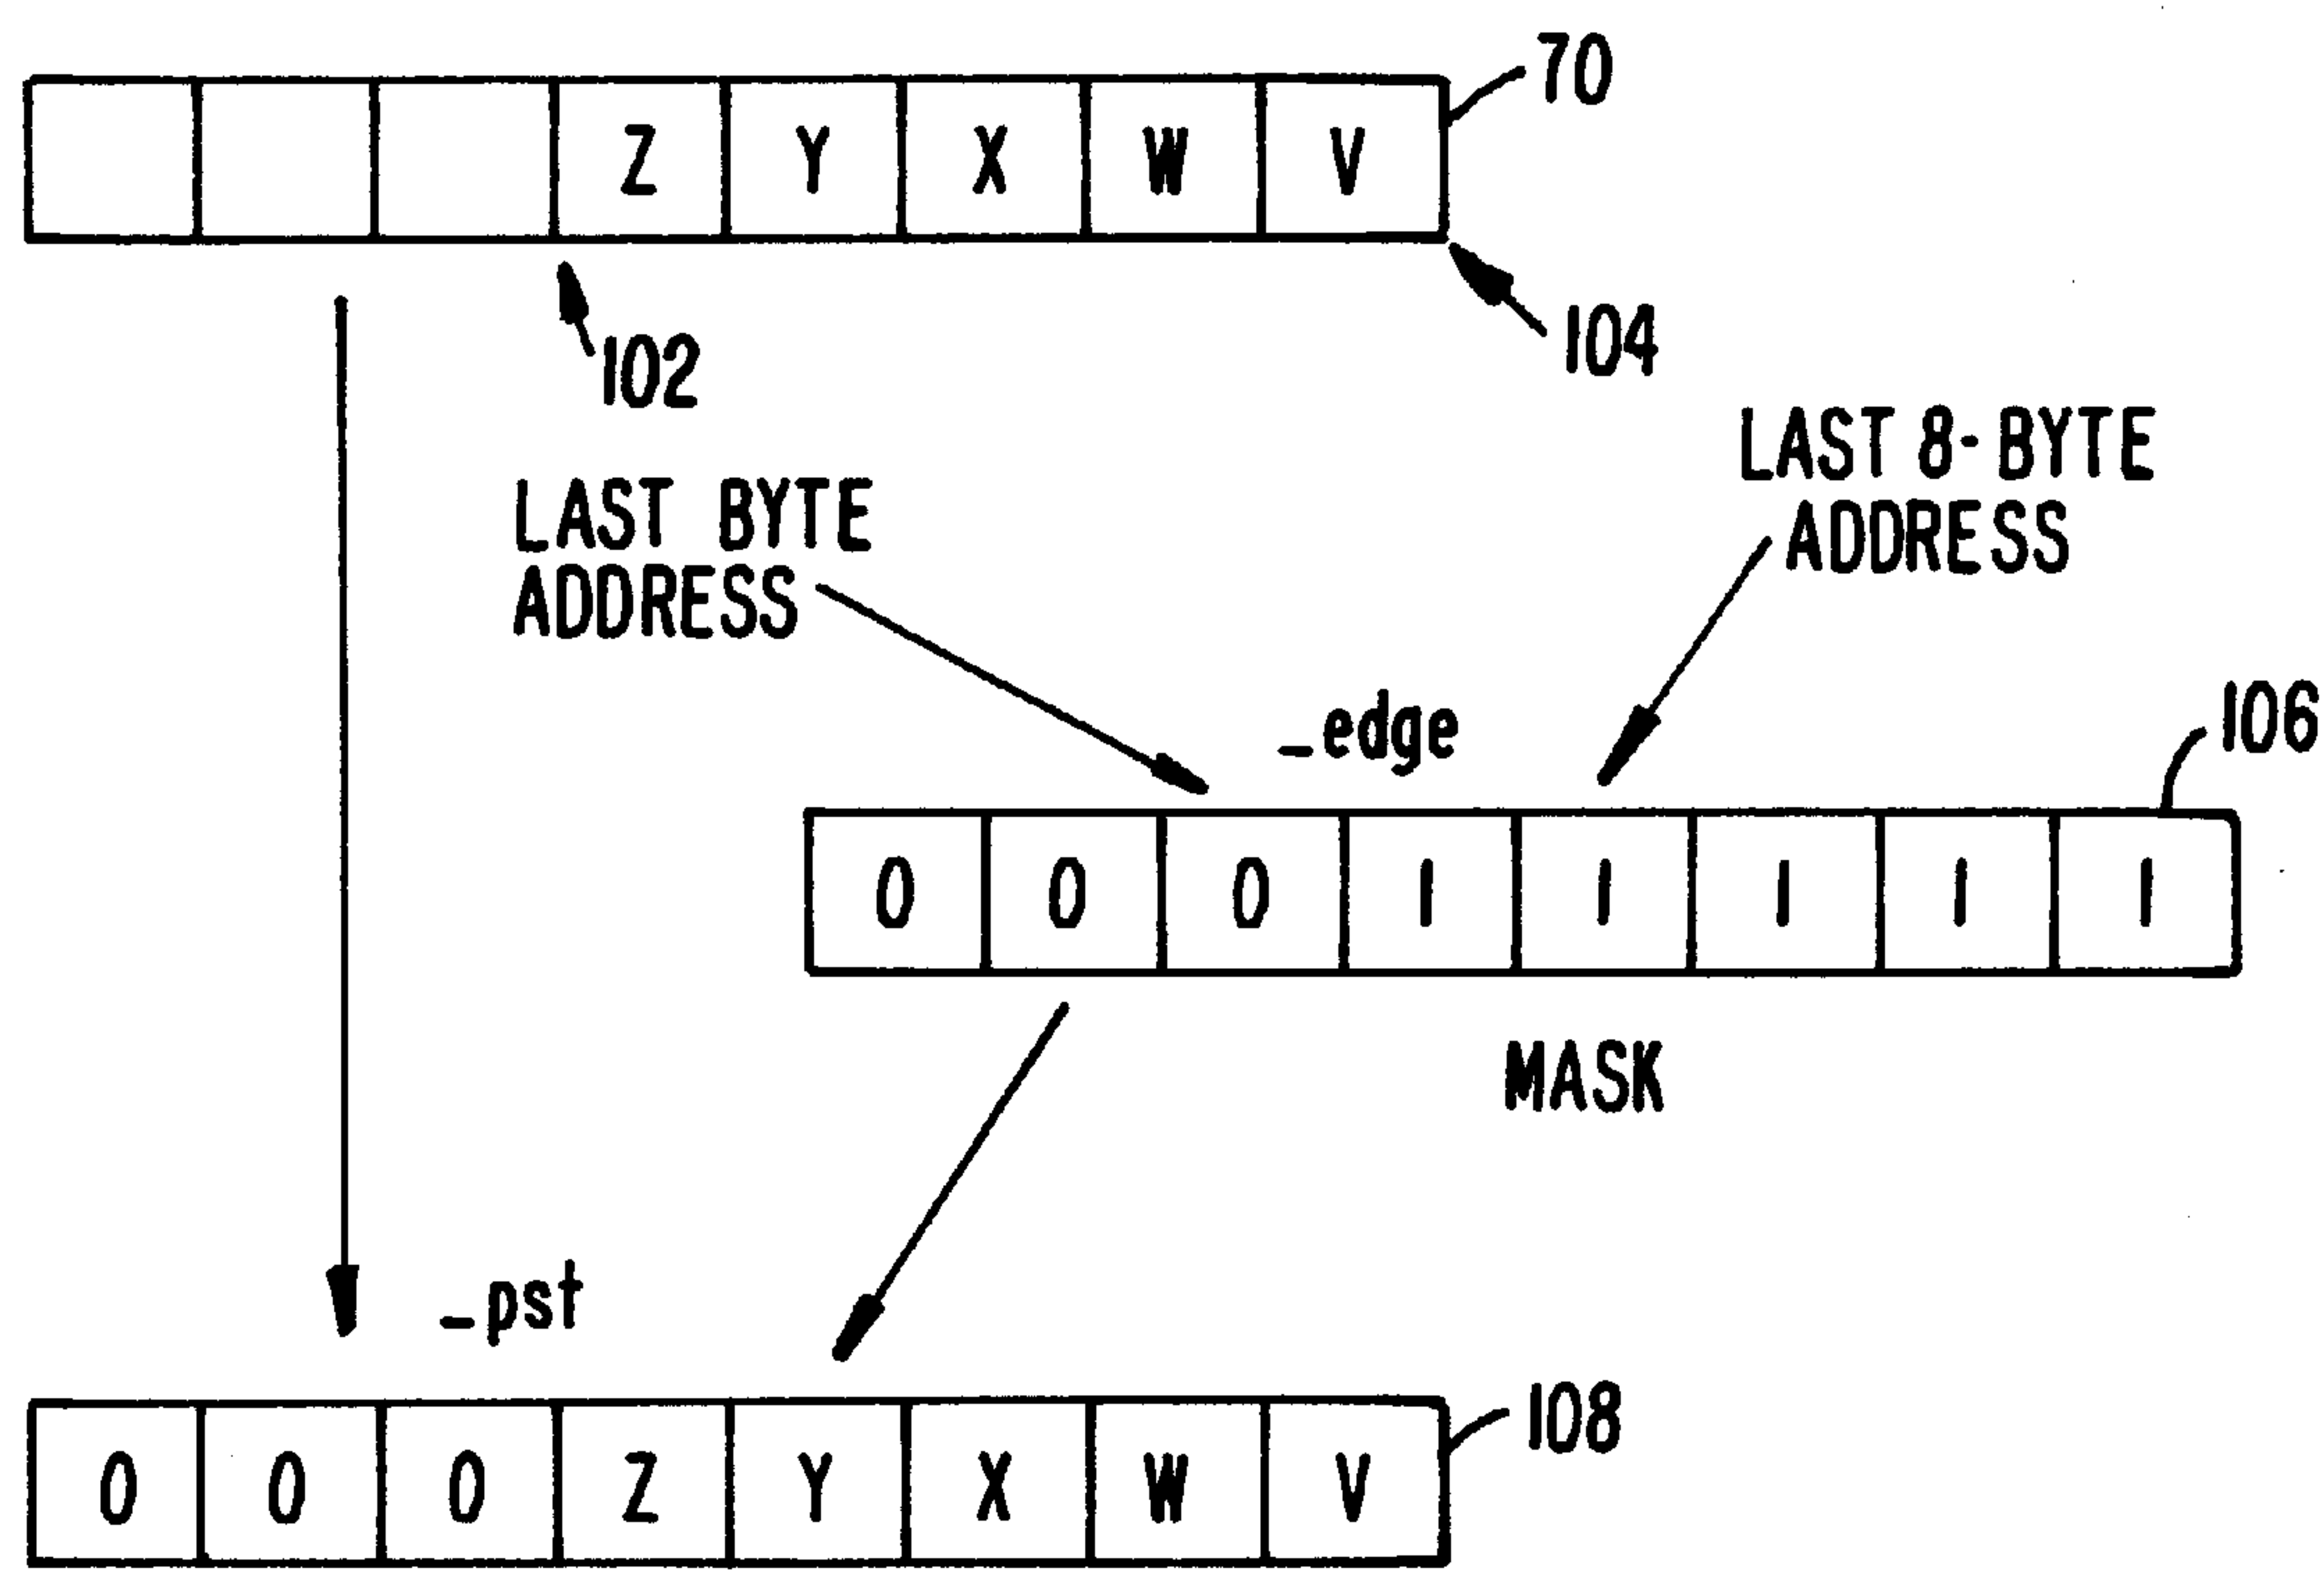 70
Z Y X W V
102
104
LAST 8-BYTE
ADDRESS
LAST BYTE
ADDRESS
_edge
106
0 0 0 1 1 1 1 1
MASK
_pst
108
0 0 0 Z Y X W V